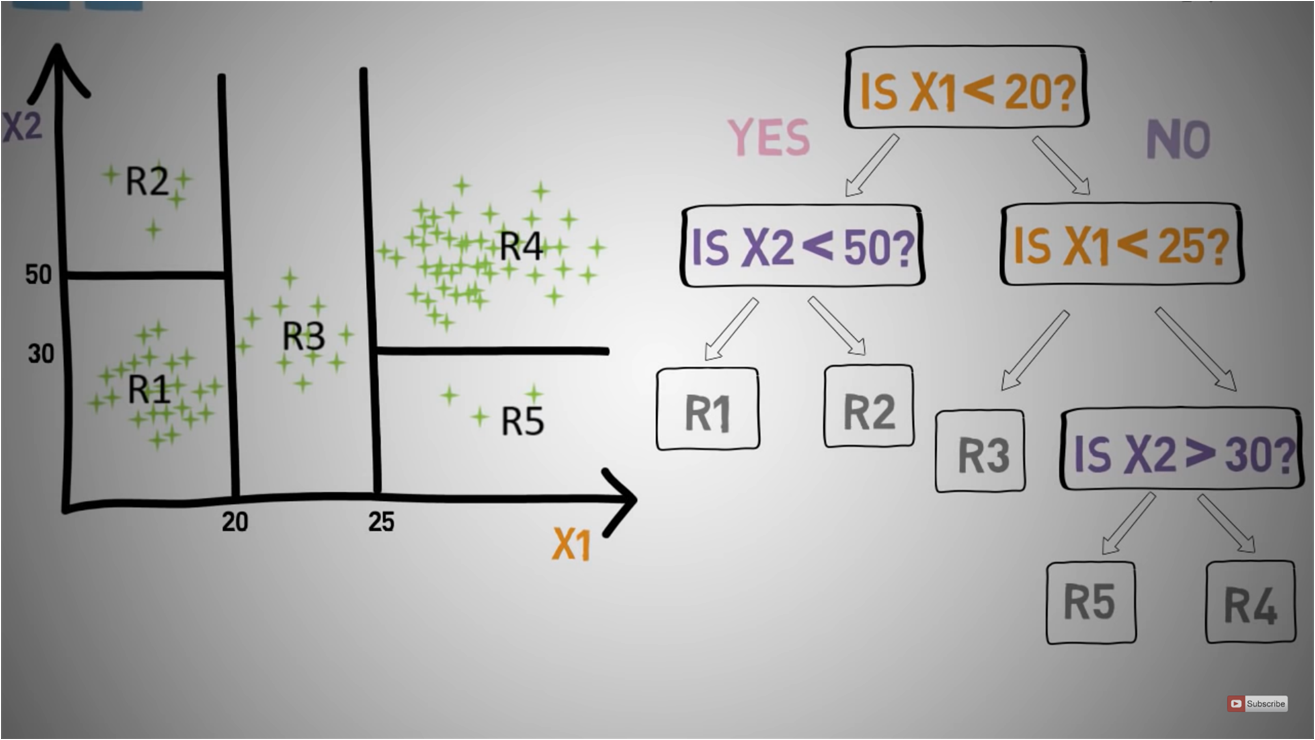 X2
R2
R4
50
R3
30
R1
R5
20
25
X1
IS X1 < 20?
YES
NO
IS X2 < 50?
IS X1 < 25?
R1
R2
R3
IS X2 > 30?
R5
R4
Subscribe